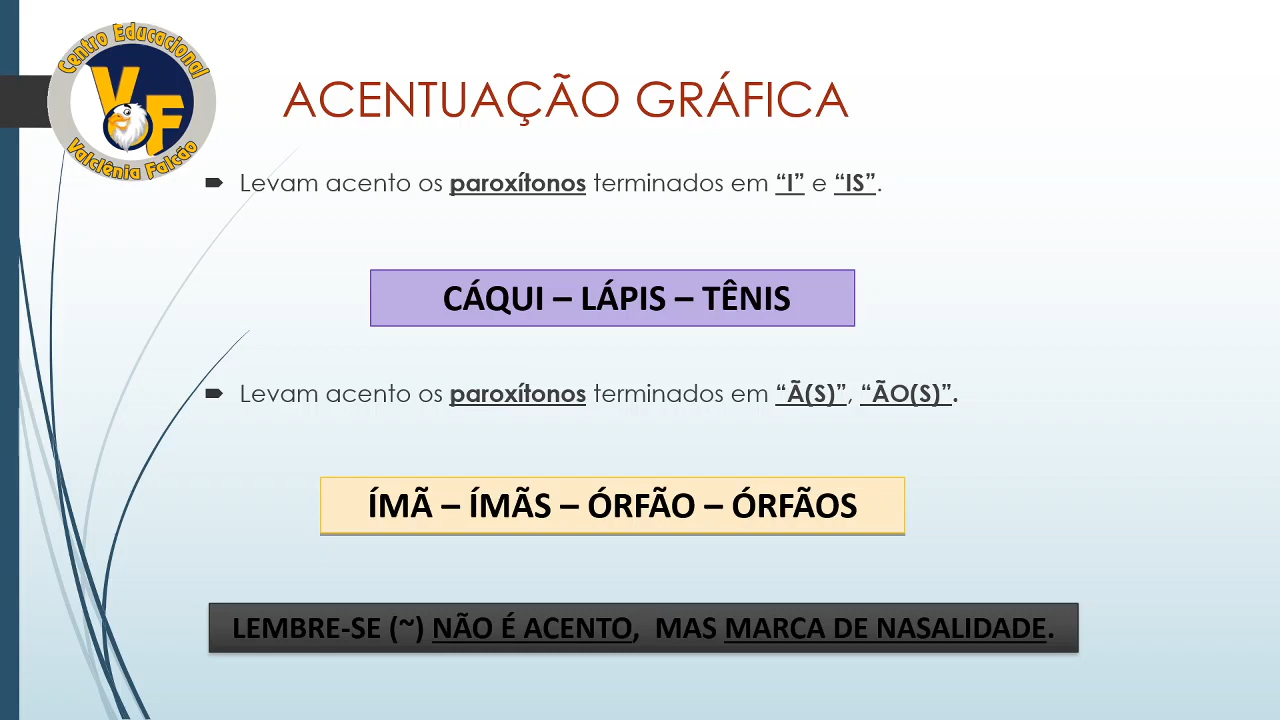 Centro Educacional
VF
Valclênia Falcão
ACENTUAÇÃO GRÁFICA
Levam acento os paroxítonos terminados em “I” e “IS”.
CÁQUI – LÁPIS – TÊNIS
Levam acento os paroxítonos terminados em “Ã(S)”, “ÃO(S)”.
ÍMÃ – ÍMÃS – ÓRFÃO – ÓRFÃOS
LEMBRE-SE (~) NÃO É ACENTO, MAS MARCA DE NASALIDADE.